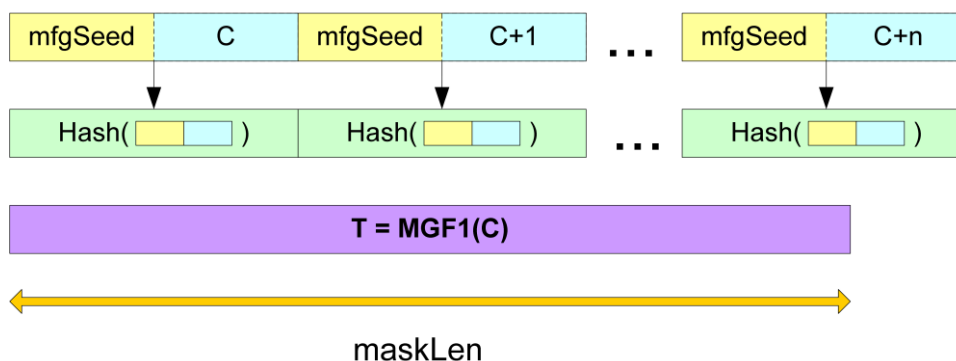 mfgSeed C mfgSeed C+1 ... mfgSeed C+n
Hash( ) Hash( ) ... Hash( )
T = MGF1(C)
maskLen